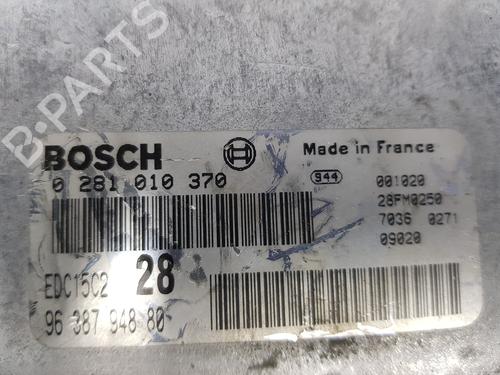 B-PARTS
BOSCH
Made in France
0 281 010 370
944
001020
28FM0250
7036 0271
09020
EDC15C2
28
96 387 948 80